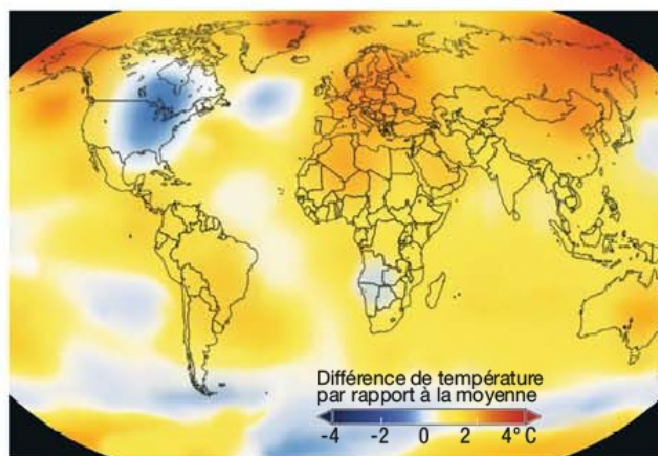 Différence de température
par rapport à la moyenne
-4 -2 0 2 4° C